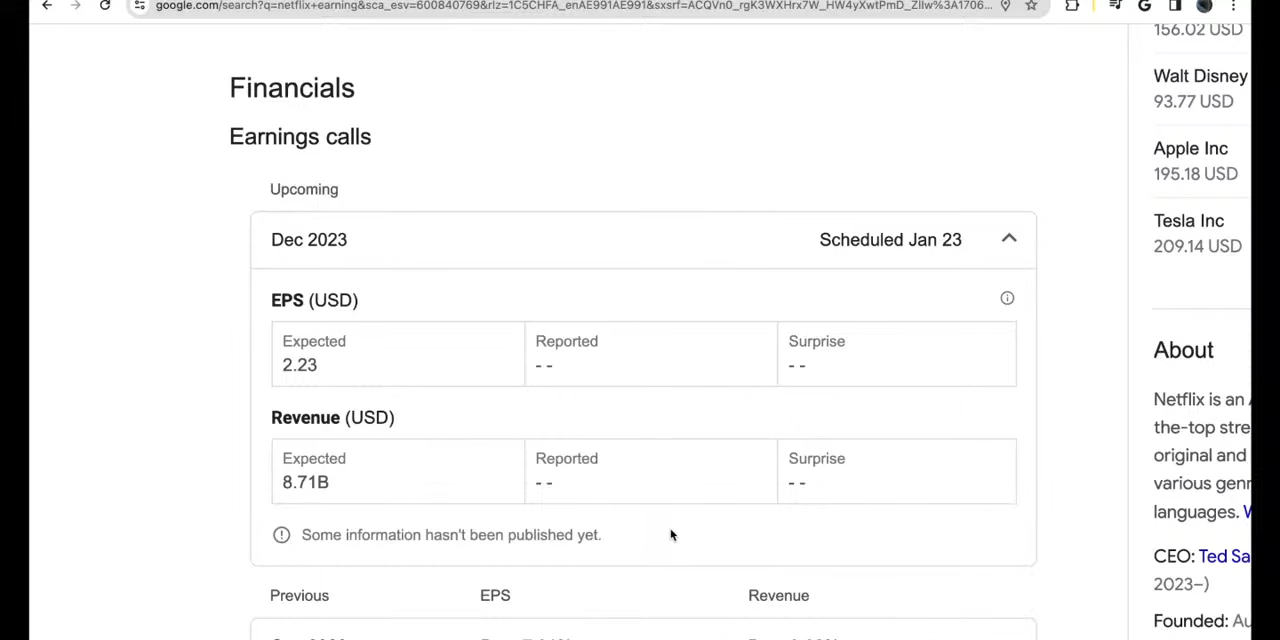 google.com/search?q=netflix+earning&sca_esv=600840769&rlz=1C5CHFA_enAE991AE991&sxsrf=ACQVn0_rgK3WXHrx7W_HW4yXwtPmD_ZIlw%3A1706...
156.02 USD
Financials
Walt Disney
93.77 USD
Earnings calls
Apple Inc
195.18 USD
Upcoming
Tesla Inc
209.14 USD
Dec 2023 Scheduled Jan 23
EPS (USD)
Expected Reported Surprise
2.23 - - - -
About
Netflix is an
the-top stre
original and
various genr
languages. W
Revenue (USD)
Expected Reported Surprise
8.71B - - - -
Some information hasn't been published yet.
CEO: Ted Sa
2023–)
Previous EPS Revenue
Founded: Au